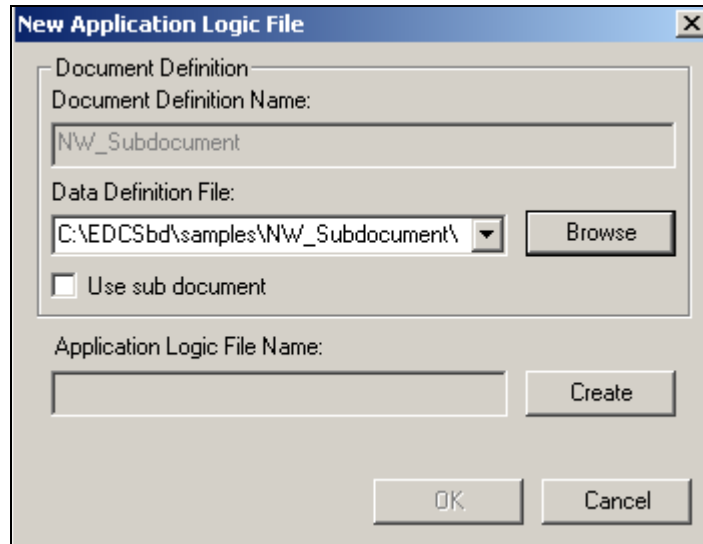 New Application Logic File
Document Definition
Document Definition Name:
NW_Subdocument
Data Definition File:
C:\EDCSbd\samples\NW_Subdocument\
Browse
Use sub document
Application Logic File Name:
Create
OK
Cancel